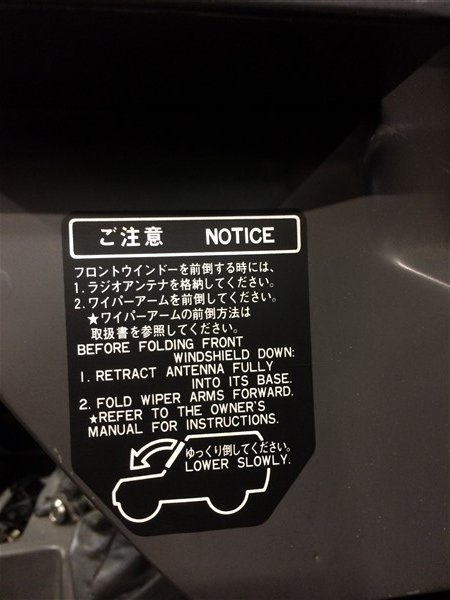 ご注意 NOTICE
フロントウインドーを前倒する時には、
1. ラジオアンテナを格納してください。
2. ワイパーアームを前倒してください。
★ワイパーアームの前倒方法は
取扱書を参照してください。
BEFORE FOLDING FRONT
WINDSHIELD DOWN:
1. RETRACT ANTENNA FULLY
INTO ITS BASE.
2. FOLD WIPER ARMS FORWARD.
★REFER TO THE OWNER'S
MANUAL FOR INSTRUCTIONS.
ゆっくり倒してください。
LOWER SLOWLY.